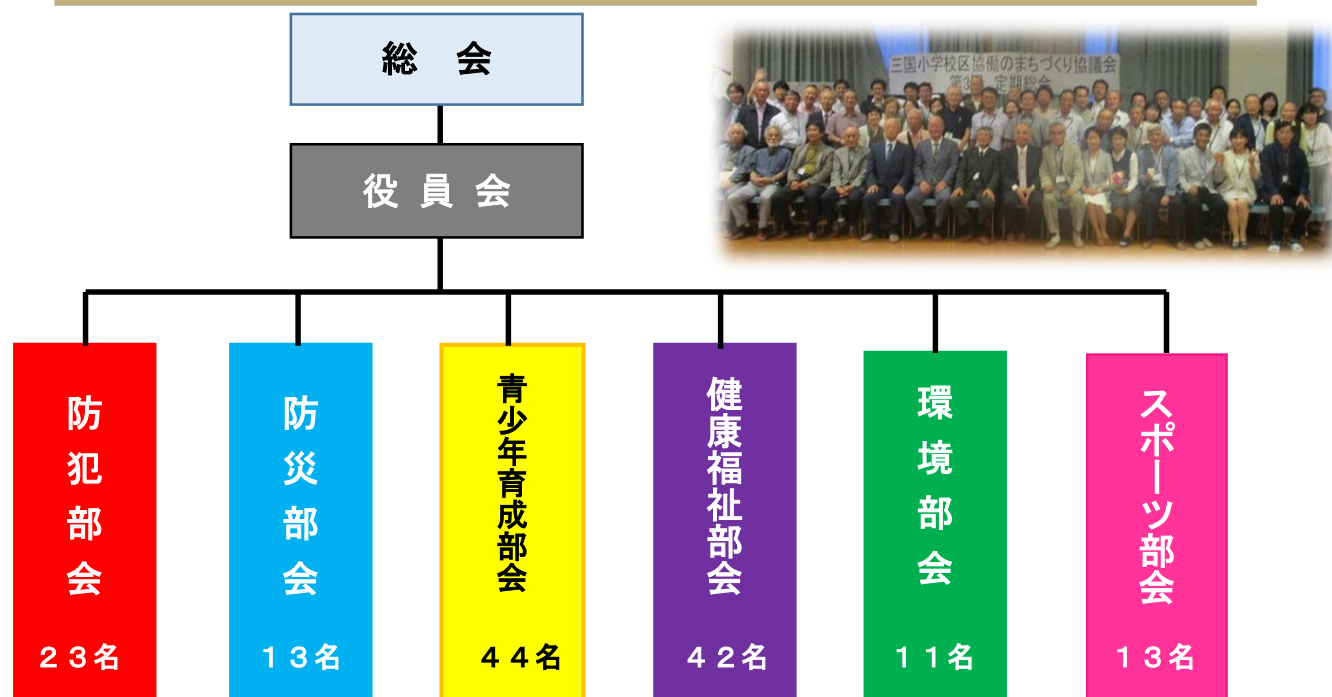 総　会
三国小学校区協働のまちづくり協議会
定期総会
役 員 会
防犯部会
２３名
防災部会
１３名
青少年育成部会
４４名
健康福祉部会
４２名
環境部会
１１名
スポーツ部会
１３名